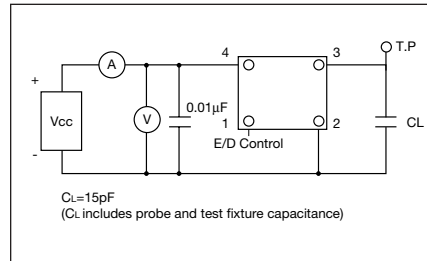 A
4
3
T.P
+
Vcc
-
V
0.01μF
1
2
E/D Control
CL
CL=15pF
(CL includes probe and test fixture capacitance)